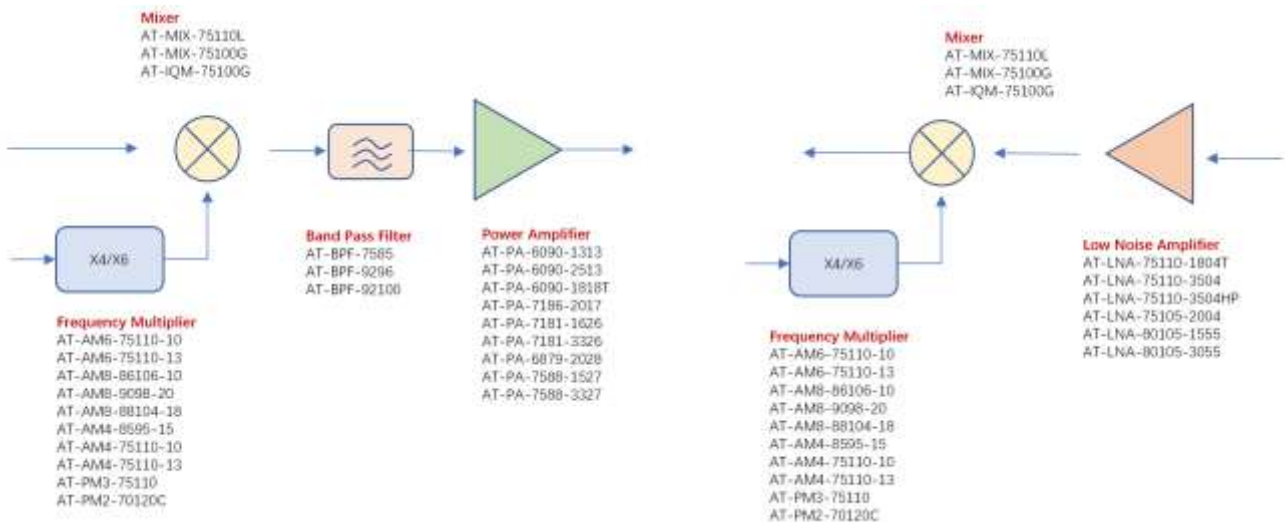 Mixer
AT-MIX-75110L
AT-MIX-75100G
AT-IQM-75100G
X4/X6
Frequency Multiplier
AT-AM6-75110-10
AT-AM6-75110-13
AT-AM8-86106-10
AT-AM8-9098-20
AT-AM8-88104-18
AT-AM4-8595-15
AT-AM4-75110-10
AT-AM4-75110-13
AT-PM3-75110
AT-PM2-70120C
Band Pass Filter
AT-BPF-7585
AT-BPF-9296
AT-BPF-92100
Power Amplifier
AT-PA-6090-1313
AT-PA-6090-2513
AT-PA-6090-1818T
AT-PA-7186-2017
AT-PA-7181-1626
AT-PA-7181-3326
AT-PA-6879-2028
AT-PA-7588-1527
AT-PA-7588-3327
Mixer
AT-MIX-75110L
AT-MIX-75100G
AT-IQM-75100G
X4/X6
Frequency Multiplier
AT-AM6-75110-10
AT-AM6-75110-13
AT-AM8-86106-10
AT-AM8-9098-20
AT-AM8-88104-18
AT-AM4-8595-15
AT-AM4-75110-10
AT-AM4-75110-13
AT-PM3-75110
AT-PM2-70120C
Low Noise Amplifier
AT-LNA-75110-1804T
AT-LNA-75110-3504
AT-LNA-75110-3504HP
AT-LNA-75105-2004
AT-LNA-80105-1555
AT-LNA-80105-3055